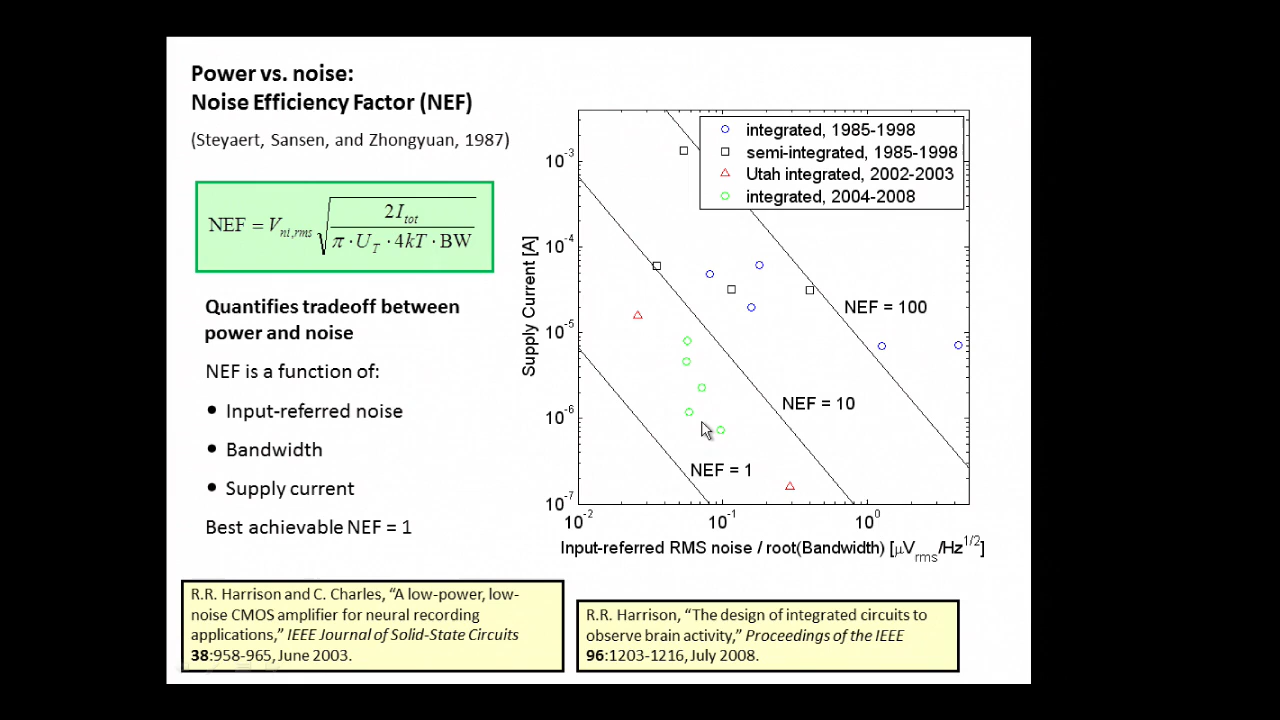 Power vs. noise:
Noise Efficiency Factor (NEF)
(Steyaert, Sansen, and Zhongyuan, 1987)
NEF = V_{ni,rms} \sqrt{\frac{2I_{tot}}{\pi \cdot U_T \cdot 4kT \cdot BW}}
Quantifies tradeoff between
power and noise
NEF is a function of:
• Input-referred noise
• Bandwidth
• Supply current
Best achievable NEF = 1
integrated, 1985-1998
semi-integrated, 1985-1998
Utah integrated, 2002-2003
integrated, 2004-2008
Supply Current [A]
10^-3
10^-4
10^-5
10^-6
10^-7
NEF = 100
NEF = 10
NEF = 1
10^-2 10^-1 10^0
Input-referred RMS noise / root(Bandwidth) [μV_rms/Hz^1/2]
R.R. Harrison and C. Charles, “A low-power, low-
noise CMOS amplifier for neural recording
applications,” IEEE Journal of Solid-State Circuits
38:958-965, June 2003.
R.R. Harrison, “The design of integrated circuits to
observe brain activity,” Proceedings of the IEEE
96:1203-1216, July 2008.